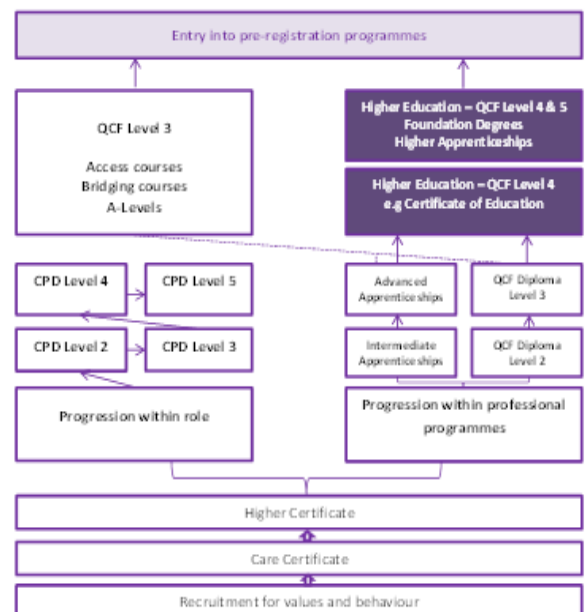 Entry into pre-registration programmes
QCF Level 3
Access courses
Bridging courses
A-Levels
Higher Education – QCF Level 4 & 5
Foundation Degrees
Higher Apprenticeships
Higher Education – QCF Level 4
e.g Certificate of Education
CPD Level 4
CPD Level 5
Advanced
Apprenticeships
QCF Diploma
Level 3
CPD Level 2
CPD Level 3
Intermediate
Apprenticeships
QCF Diploma
Level 2
Progression within role
Progression within professional
programmes
Higher Certificate
Care Certificate
Recruitment for values and behaviour